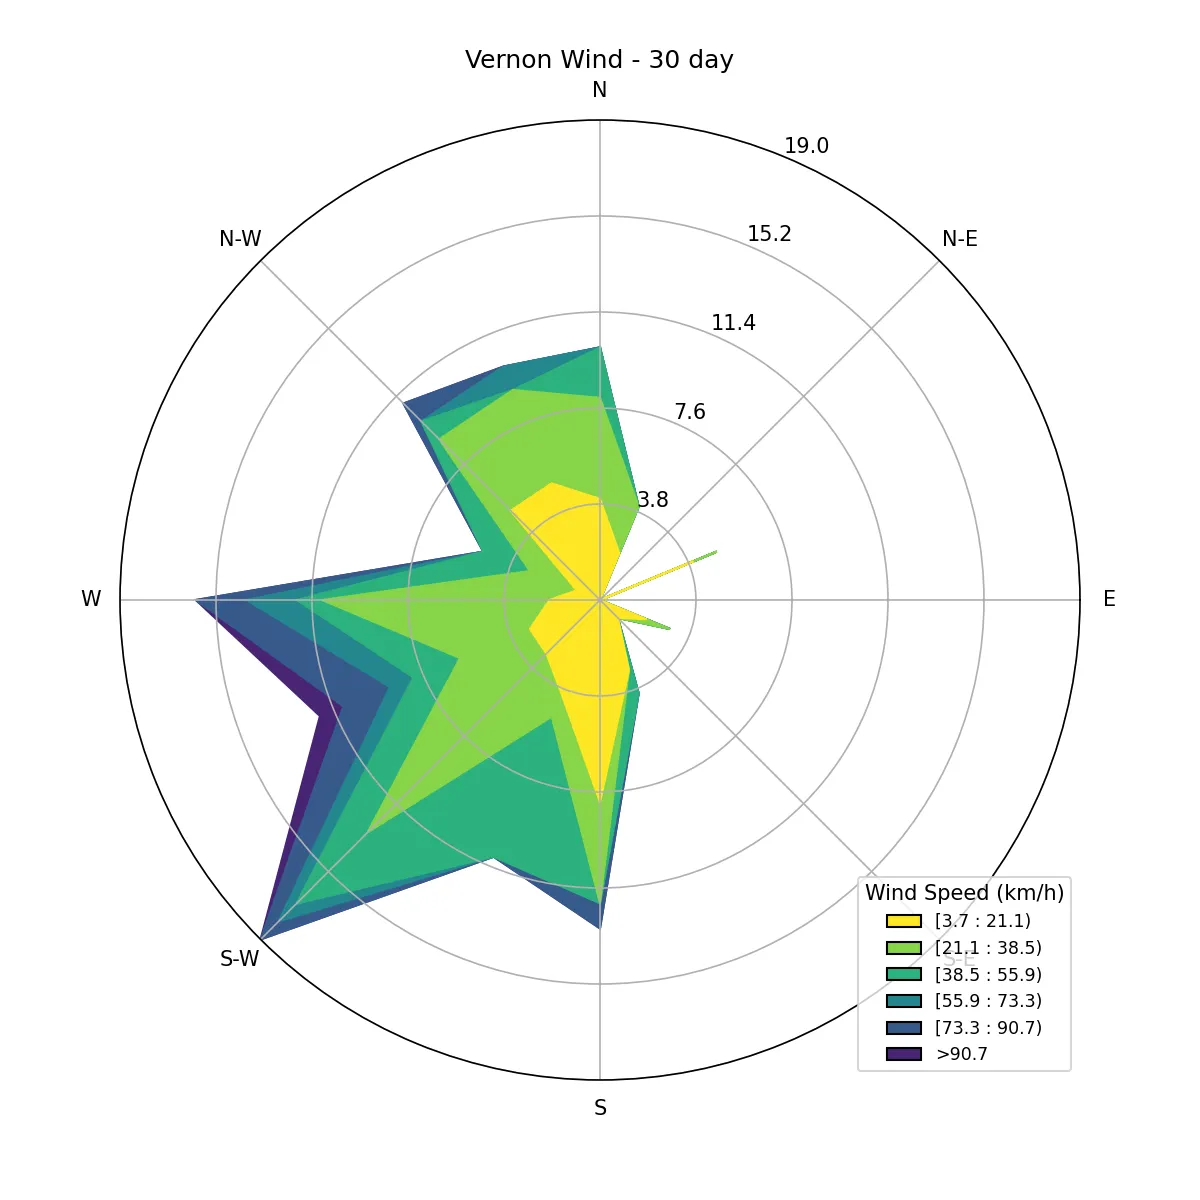 Vernon Wind - 30 day
N
19.0
15.2
N-W
N-E
11.4
7.6
3.8
W
E
S-W
S-E
S
Wind Speed (km/h)
[3.7 : 21.1)
[21.1 : 38.5)
[38.5 : 55.9)
[55.9 : 73.3)
[73.3 : 90.7)
>90.7